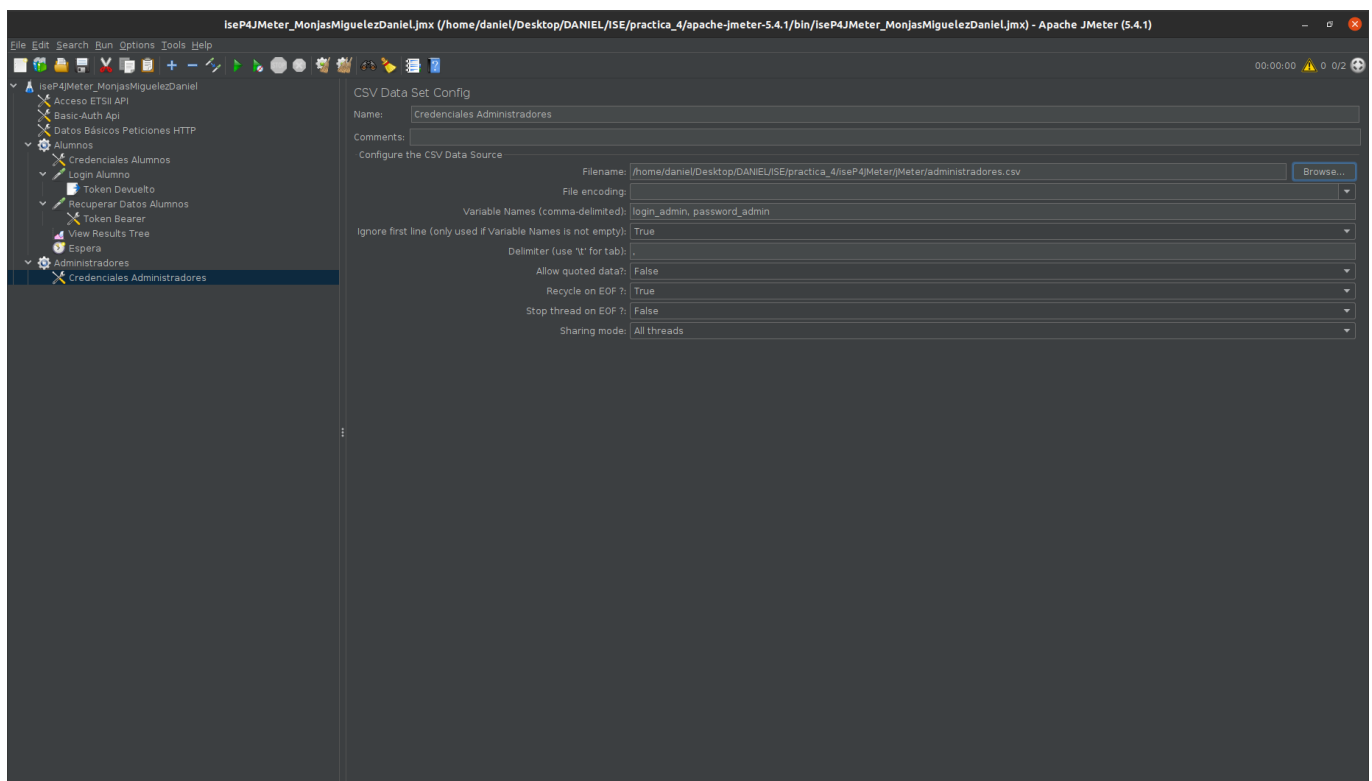 iseP4JMeter_MonjasMiguelezDaniel.jmx (/home/daniel/Desktop/DANIEL/ISE/practica_4/apache-jmeter-5.4.1/bin/iseP4JMeter_MonjasMiguelezDaniel.jmx) - Apache JMeter (5.4.1)
File Edit Search Run Options Tools Help
00:00:00 0 0/2
iseP4JMeter_MonjasMiguelezDaniel
Acceso ETSII API
Basic-Auth Api
Datos Básicos Peticiones HTTP
Alumnos
Credenciales Alumnos
Login Alumno
Token Devuelto
Recuperar Datos Alumnos
Token Bearer
View Results Tree
Espera
Administradores
Credenciales Administradores
CSV Data Set Config
Name: Credenciales Administradores
Comments:
Configure the CSV Data Source
Filename: /home/daniel/Desktop/DANIEL/ISE/practica_4/iseP4JMeter/jMeter/administradores.csv Browse...
File encoding:
Variable Names (comma-delimited): login_admin, password_admin
Ignore first line (only used if Variable Names is not empty): True
Delimiter (use '\t' for tab): ,
Allow quoted data?: False
Recycle on EOF ?: True
Stop thread on EOF ?: False
Sharing mode: All threads